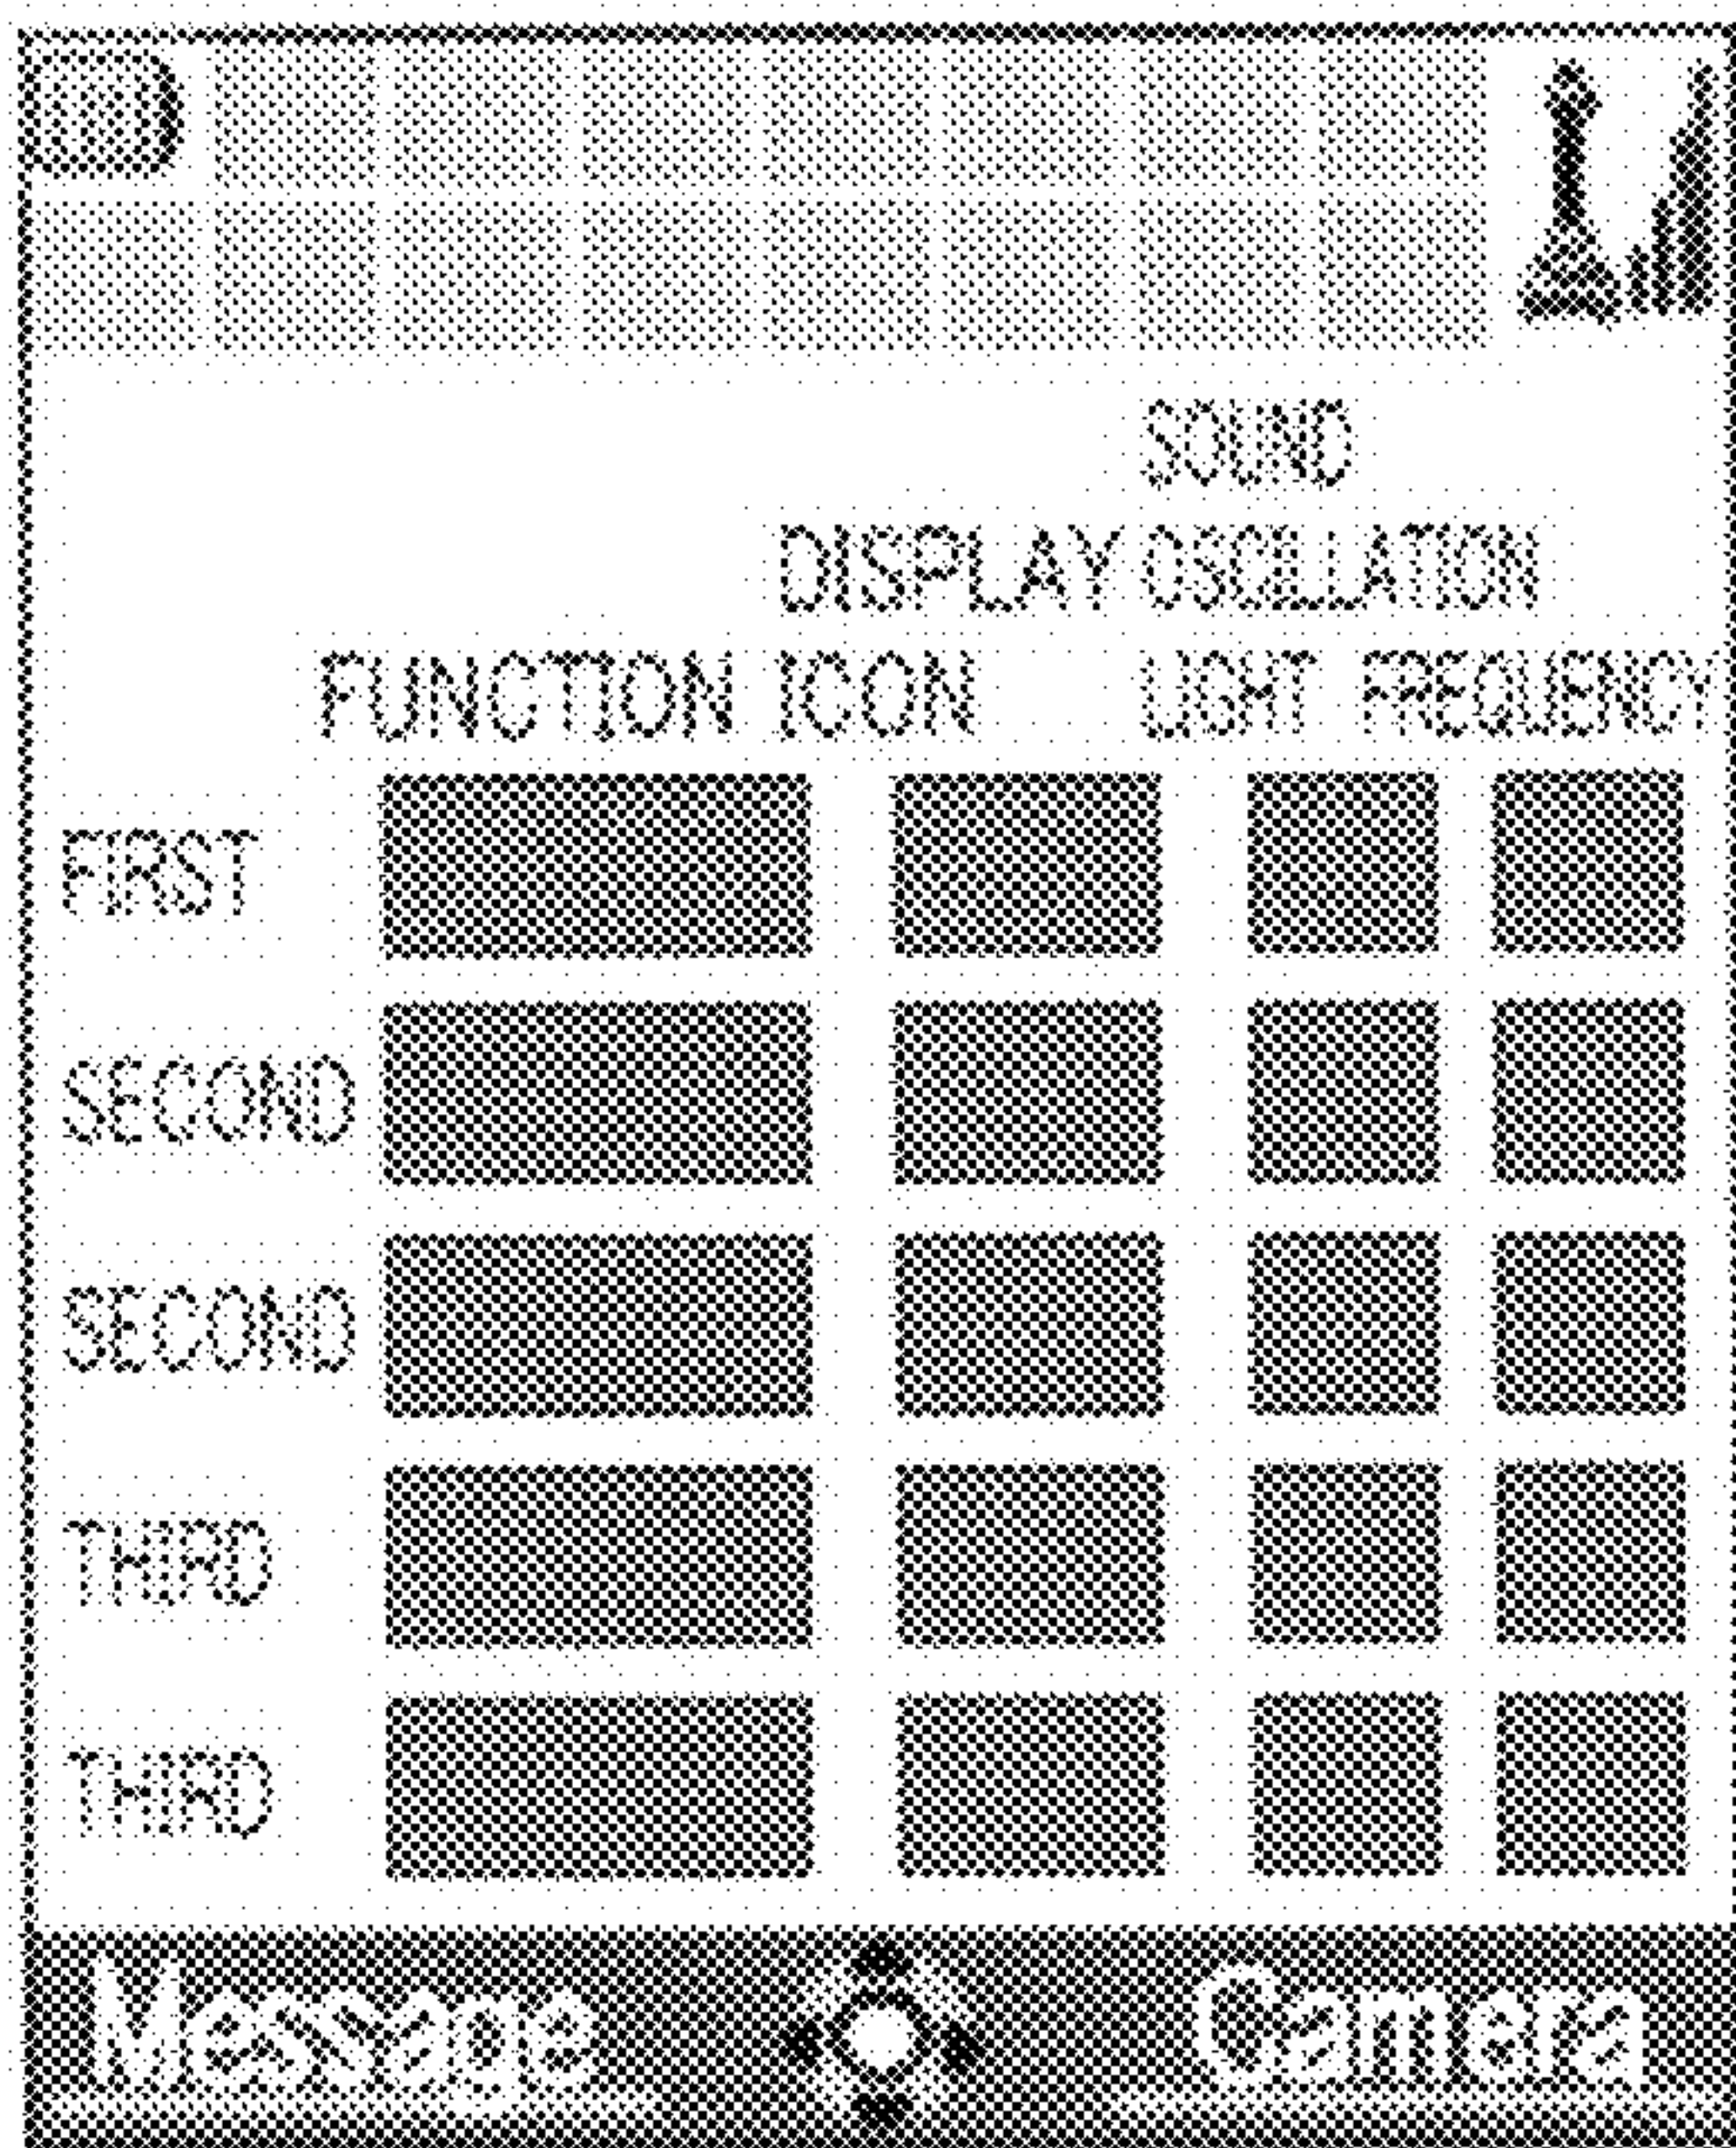 SOUND
DISPLAY OSCILLATION
FUNCTION ICON LIGHT FREQUENCY
FIRST
SECOND
SECOND
THIRD
THIRD
Message Camera